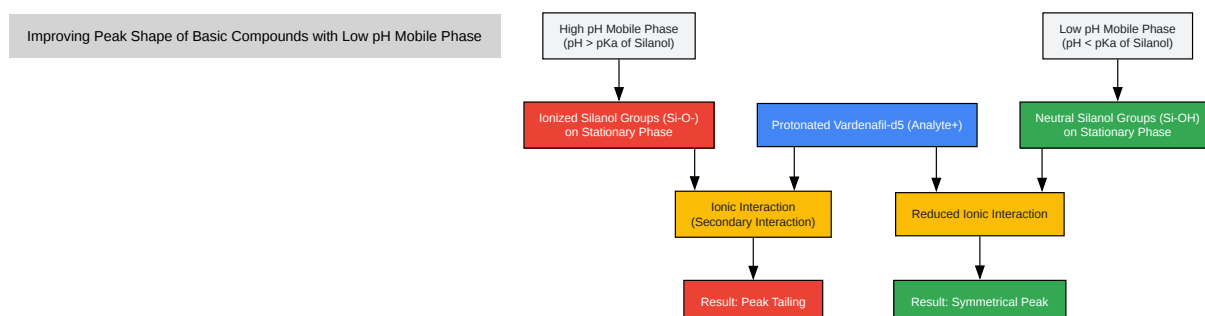 Improving Peak Shape of Basic Compounds with Low pH Mobile Phase
High pH Mobile Phase
(pH > pKa of Silanol)
Low pH Mobile Phase
(pH < pKa of Silanol)
Ionized Silanol Groups (Si-O-)
on Stationary Phase
Protonated Vardenafil-d5 (Analyte+)
Neutral Silanol Groups (Si-OH)
on Stationary Phase
Ionic Interaction
(Secondary Interaction)
Reduced Ionic Interaction
Result: Peak Tailing
Result: Symmetrical Peak